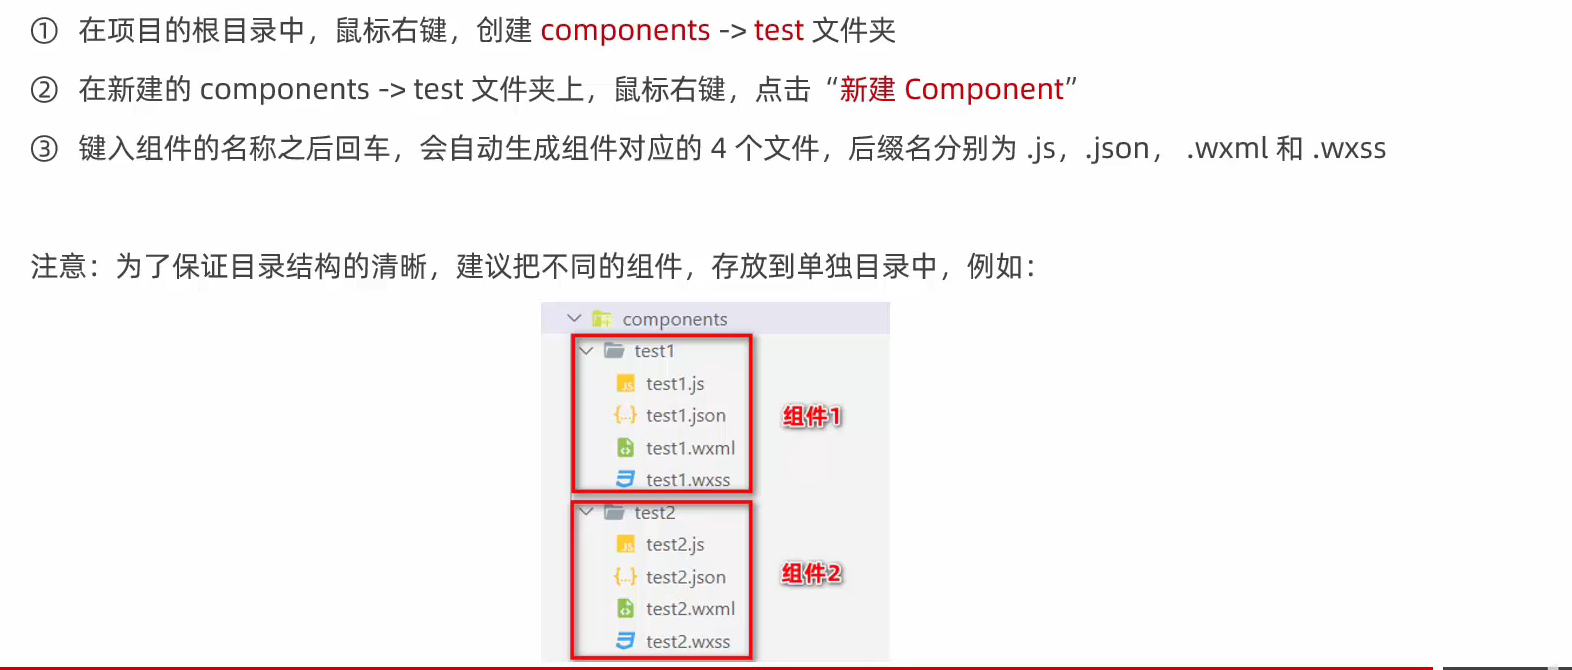 ① 在项目的根目录中，鼠标右键，创建 components -> test 文件夹
② 在新建的 components -> test 文件夹上，鼠标右键，点击“新建 Component”
③ 键入组件的名称之后回车，会自动生成组件对应的 4 个文件，后缀名分别为 .js，.json， .wxml 和 .wxss
注意：为了保证目录结构的清晰，建议把不同的组件，存放到单独目录中，例如：
components
test1
test1.js
test1.json
组件1
test1.wxml
test1.wxss
test2
test2.js
test2.json
组件2
test2.wxml
test2.wxss